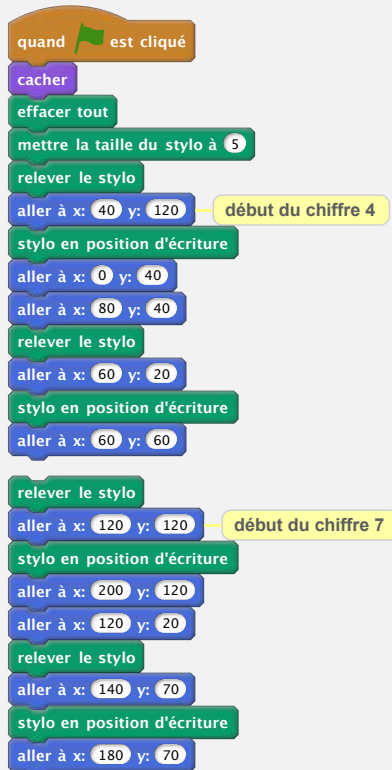 quand est cliqué
cacher
effacer tout
mettre la taille du stylo à 5
relever le stylo
aller à x: 40 y: 120 début du chiffre 4
stylo en position d'écriture
aller à x: 0 y: 40
aller à x: 80 y: 40
relever le stylo
aller à x: 60 y: 20
stylo en position d'écriture
aller à x: 60 y: 60
relever le stylo
aller à x: 120 y: 120 début du chiffre 7
stylo en position d'écriture
aller à x: 200 y: 120
aller à x: 120 y: 20
relever le stylo
aller à x: 140 y: 70
stylo en position d'écriture
aller à x: 180 y: 70